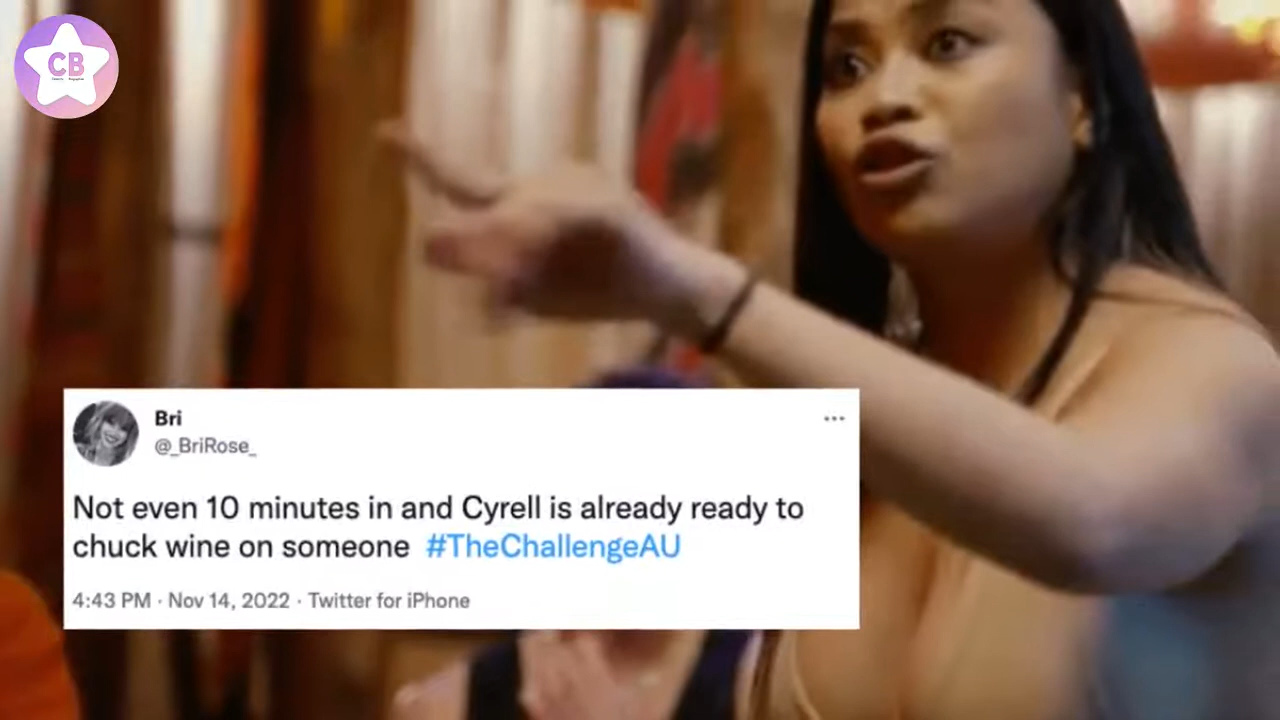 CB
Bri
@_BriRose_
Not even 10 minutes in and Cyrell is already ready to
chuck wine on someone #TheChallengeAU
4:43 PM · Nov 14, 2022 · Twitter for iPhone